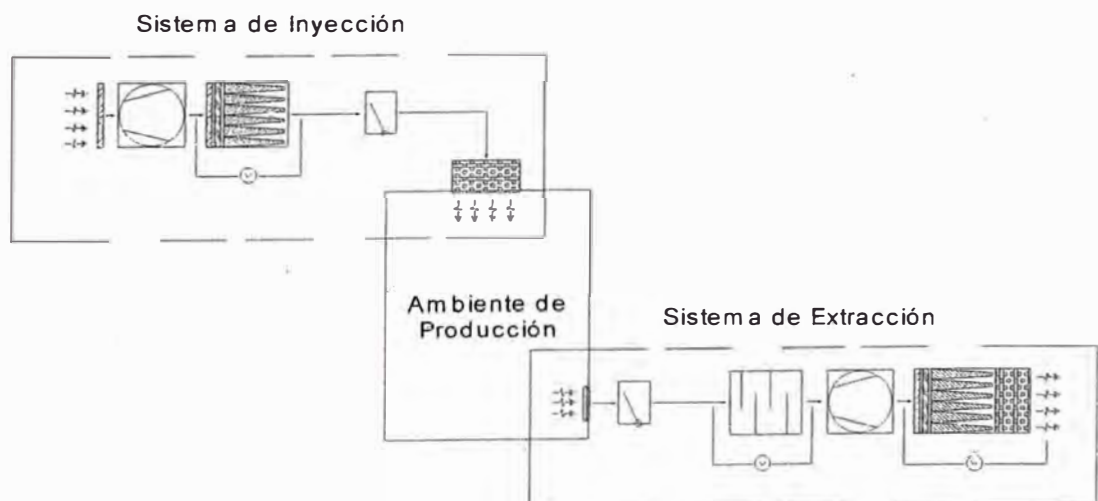 Sistema de Inyección
Ambiente de
Producción
Sistema de Extracción